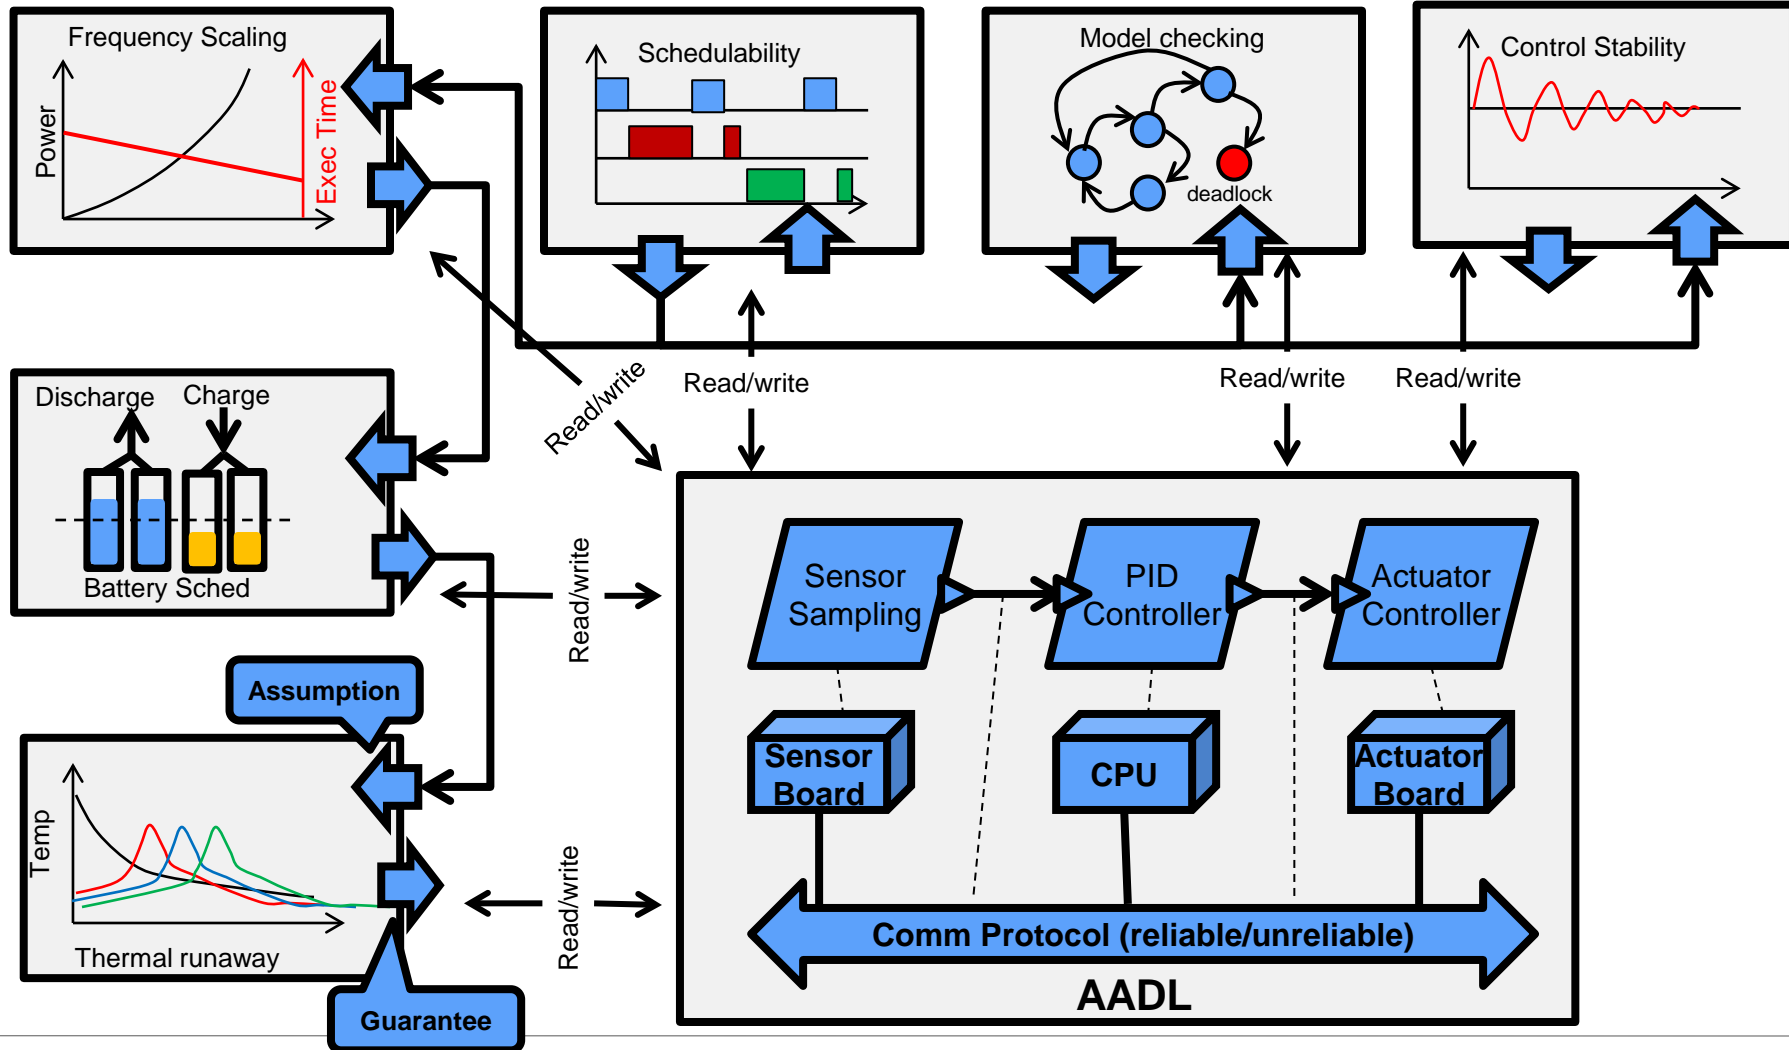 Frequency Scaling
Power
Exec Time
Schedulability
Model checking
deadlock
Control Stability
Read/write
Read/write
Read/write
Read/write
Discharge
Charge
Battery Sched
Read/write
Assumption
Temp
Thermal runaway
Guarantee
Read/write
Sensor
Sampling
PID
Controller
Actuator
Controller
Sensor
Board
CPU
Actuator
Board
Comm Protocol (reliable/unreliable)
AADL